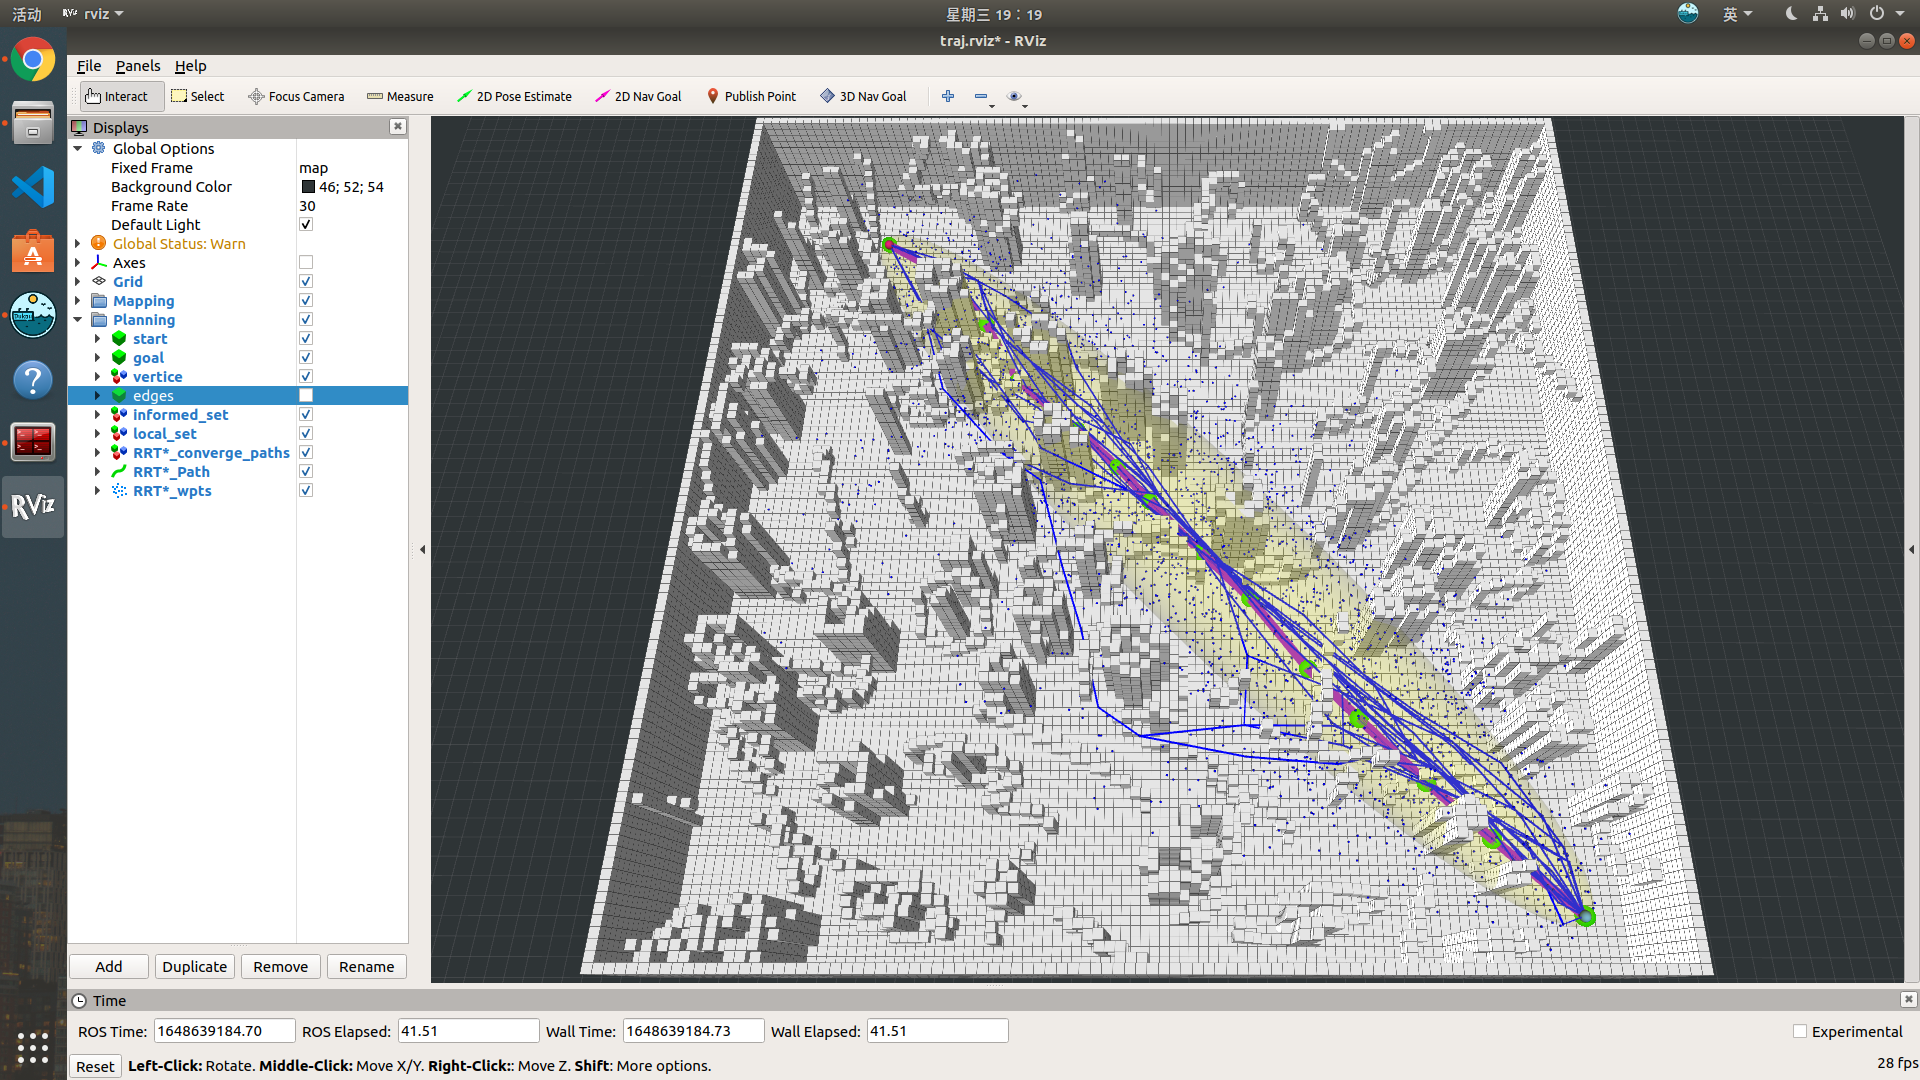 活动 rviz 星期三 19：19 英
traj.rviz* - RViz
File Panels Help
Interact Select Focus Camera Measure 2D Pose Estimate 2D Nav Goal Publish Point 3D Nav Goal
Displays
Global Options
Fixed Frame map
Background Color 46; 52; 54
Frame Rate 30
Default Light
Global Status: Warn
Axes
Grid
Mapping
Planning
start
goal
vertice
edges
informed_set
local_set
RRT*_converge_paths
RRT*_Path
RRT*_wpts
RViz
Add Duplicate Remove Rename
Time
ROS Time: 1648639184.70 ROS Elapsed: 41.51 Wall Time: 1648639184.73 Wall Elapsed: 41.51 Experimental
Reset Left-Click: Rotate. Middle-Click: Move X/Y. Right-Click:: Move Z. Shift: More options. 28 fps